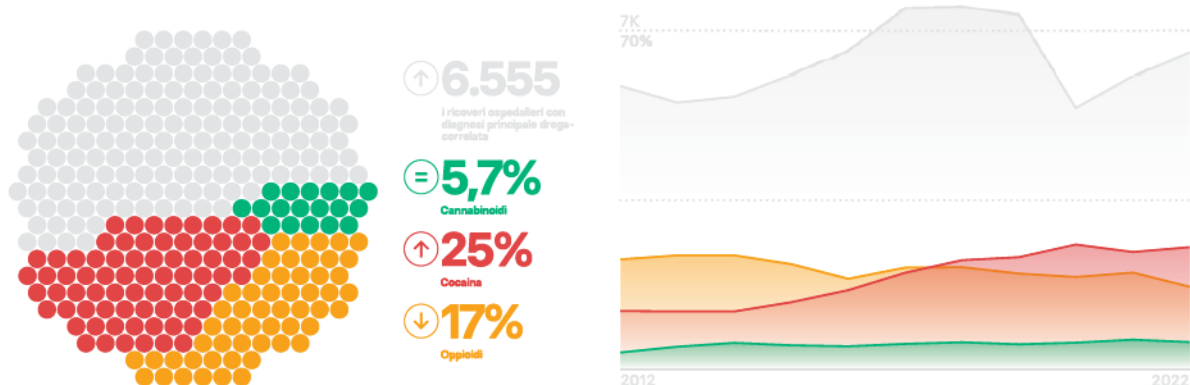 6.555
I ricoveri ospedalieri con
diagnosi principale droga-
correlata
=
5,7%
Cannabinoidi
25%
Cocaina
17%
Oppioidi
7K
70%
2012
2022